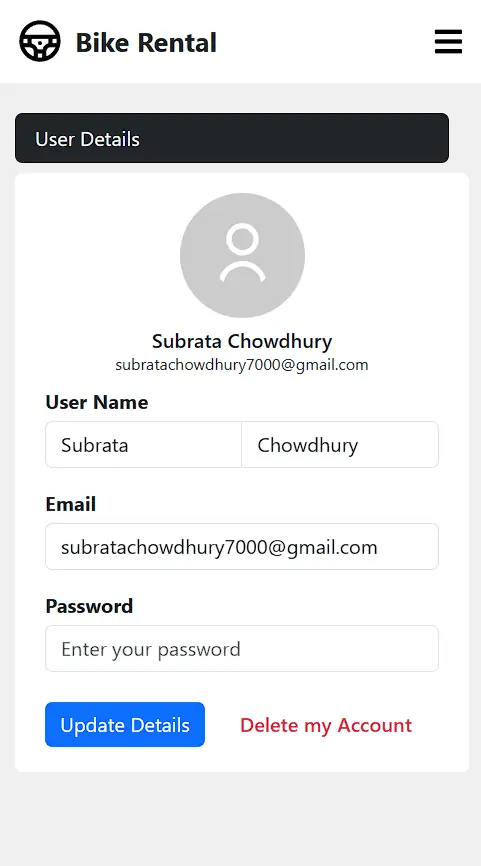 Bike Rental
User Details
Subrata Chowdhury
subratachowdhury7000@gmail.com
User Name
Subrata Chowdhury
Email
subratachowdhury7000@gmail.com
Password
Enter your password
Update Details Delete my Account